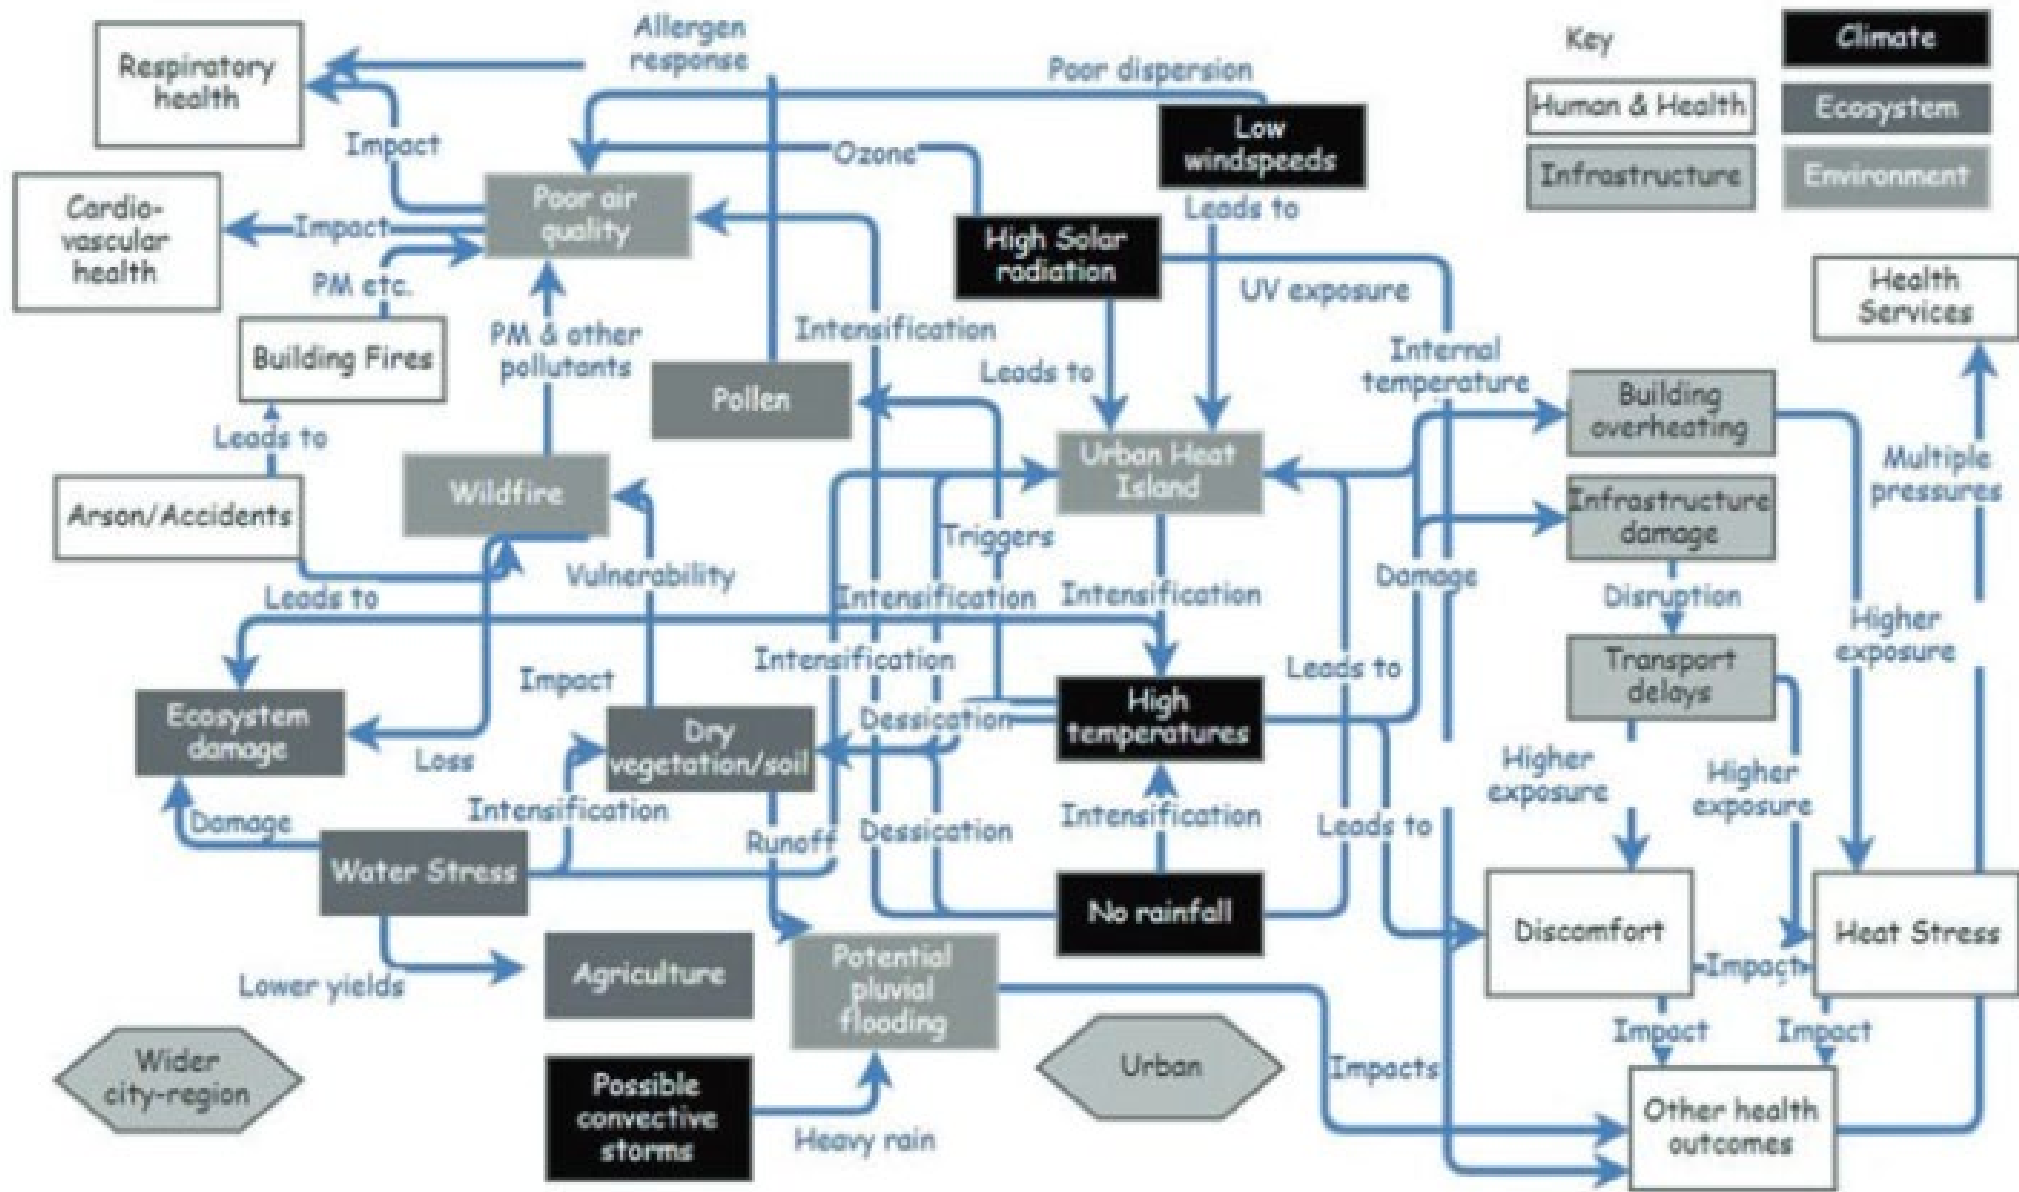 Allergen
response
Respiratory
health
Poor dispersion
Key
Climate
Human & Health
Ecosystem
Infrastructure
Environment
Low
windspeeds
Impact
Ozone
Leads to
Cardio-
vascular
health
Impact
Poor air
quality
High Solar
radiation
UV exposure
Health
Services
PM etc.
Building Fires
PM & other
pollutants
Intensification
Leads to
Internal
temperature
Pollen
Building
overheating
Leads to
Arson/Accidents
Wildfire
Urban Heat
Island
Infrastructure
damage
Multiple
pressures
Triggers
Vulnerability
Damage
Disruption
Leads to
Intensification
Intensification
Higher
exposure
Intensification
Leads to
Transport
delays
Impact
Ecosystem
damage
Loss
Dry
vegetation/soil
Dessication
High
temperatures
Higher
exposure
Higher
exposure
Damage
Intensification
Runoff
Dessication
Intensification
Leads to
Water Stress
No rainfall
Discomfort
Impact
Heat Stress
Lower yields
Agriculture
Potential
pluvial
flooding
Impact
Impact
Wider
city-region
Urban
Impacts
Possible
convective
storms
Heavy rain
Other health
outcomes